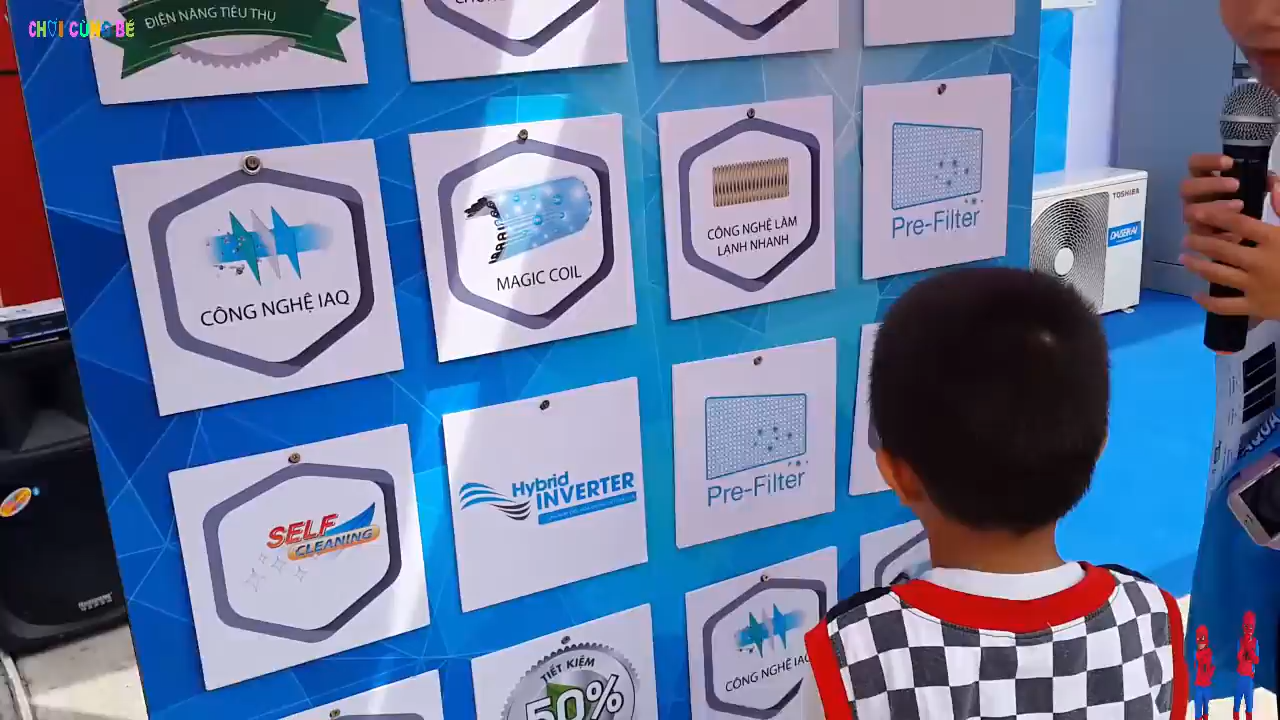 CHƠI CÙNG BÉ
ĐIỆN NĂNG TIÊU THỤ
CÔNG NGHỆ IAQ
MAGIC COIL
CÔNG NGHỆ LÀM
LẠNH NHANH
Pre-Filter
TOSHIBA
DAISEIKAI
SELF
CLEANING
Hybrid
INVERTER
Pre-Filter
TIẾT KIỆM
50%
CÔNG NGHỆ IAQ